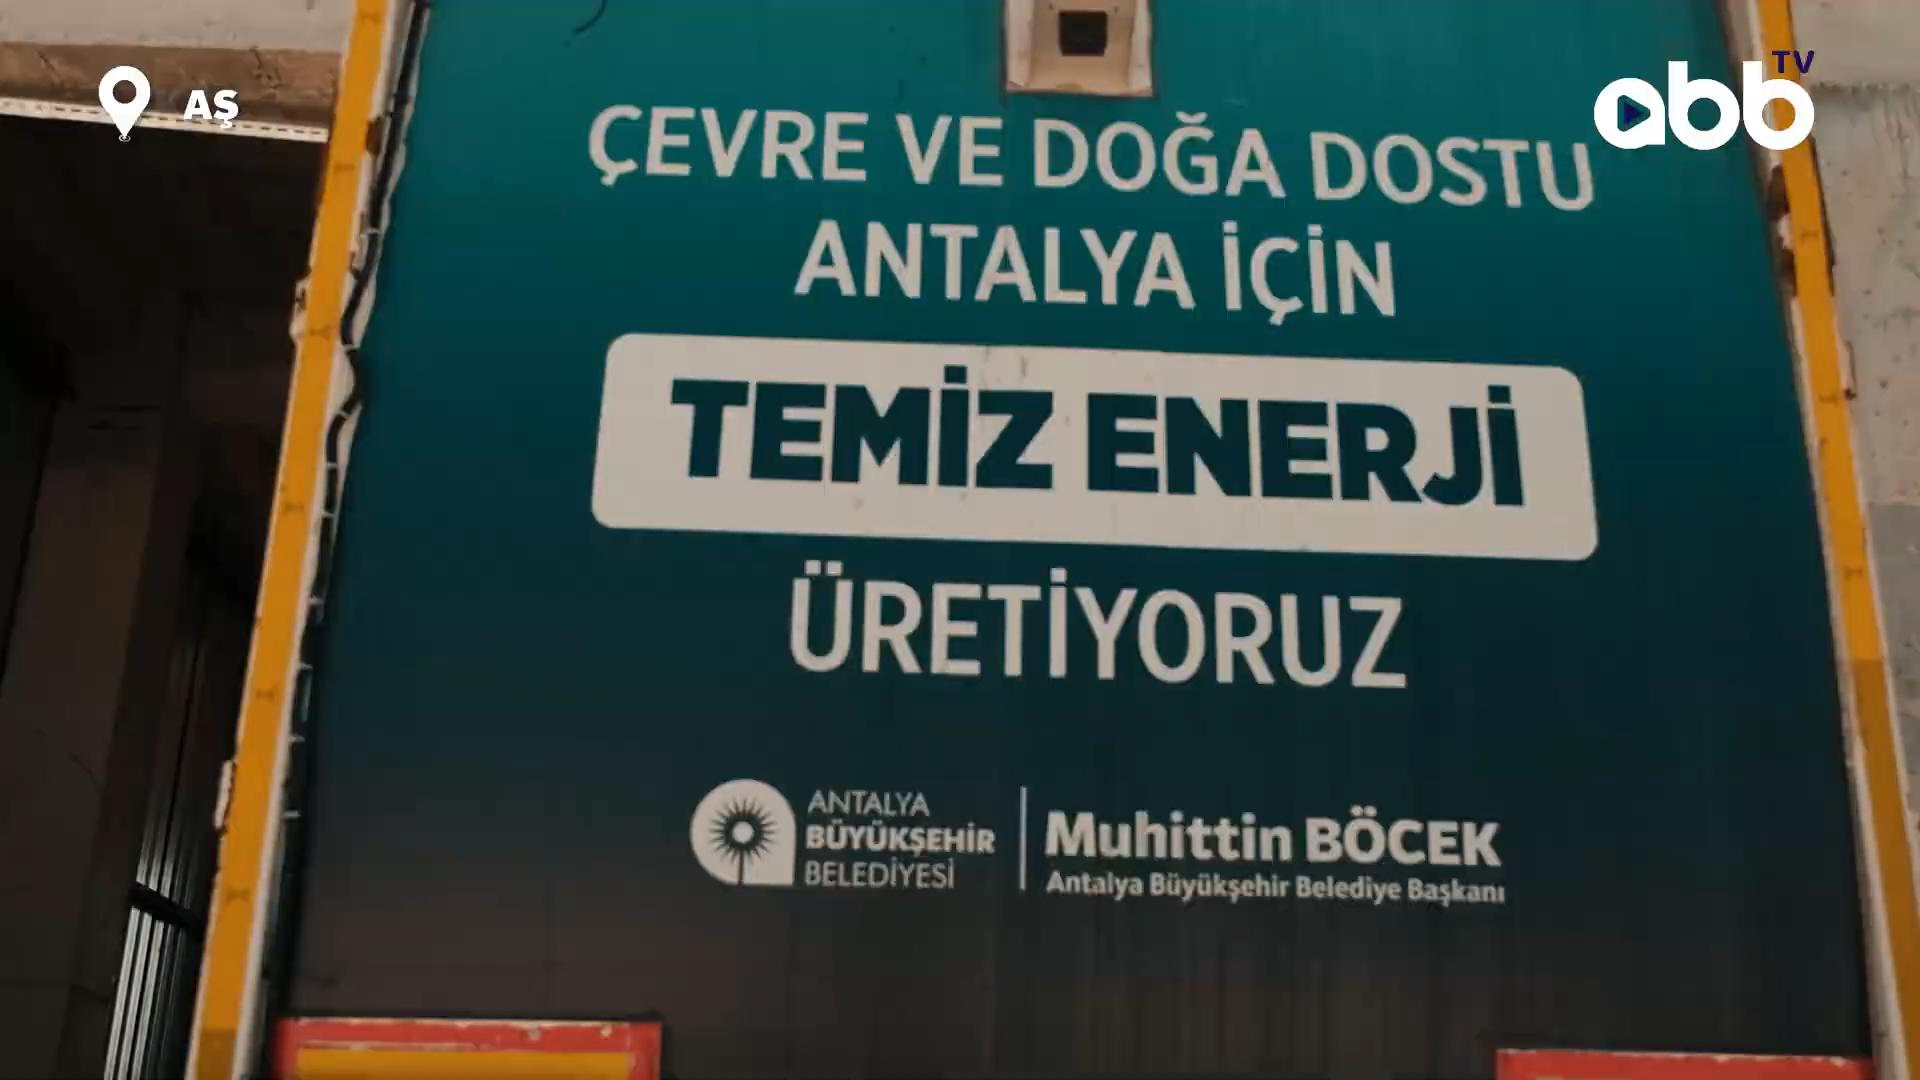 AŞ
abb TV
ÇEVRE VE DOĞA DOSTU
ANTALYA İÇİN
TEMİZ ENERJİ
ÜRETİYORUZ
ANTALYA
BÜYÜKŞEHİR
BELEDİYESİ
Muhittin BÖCEK
Antalya Büyükşehir Belediye Başkanı